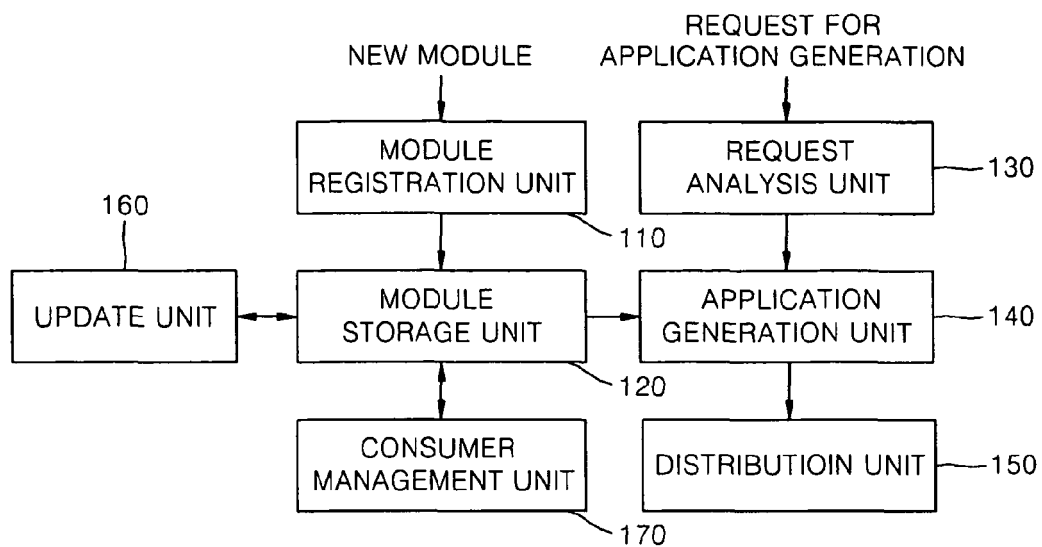 NEW MODULE
REQUEST FOR
APPLICATION GENERATION
MODULE
REGISTRATION UNIT
110
REQUEST
ANALYSIS UNIT
130
160
UPDATE UNIT
MODULE
STORAGE UNIT
120
APPLICATION
GENERATION UNIT
140
CONSUMER
MANAGEMENT UNIT
170
DISTRIBUTIOIN UNIT
150